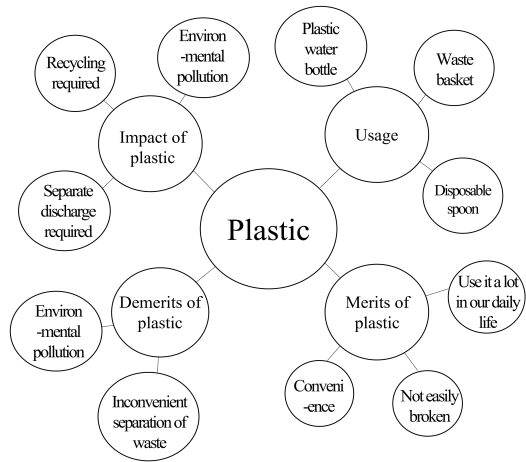 Recycling
required
Environ
-mental
pollution
Impact of
plastic
Separate
discharge
required
Plastic
water
bottle
Waste
basket
Usage
Disposable
spoon
Plastic
Environ
-mental
pollution
Demerits of
plastic
Inconvenient
separation of
waste
Merits of
plastic
Use it a lot
in our daily
life
Conveni
-ence
Not easily
broken